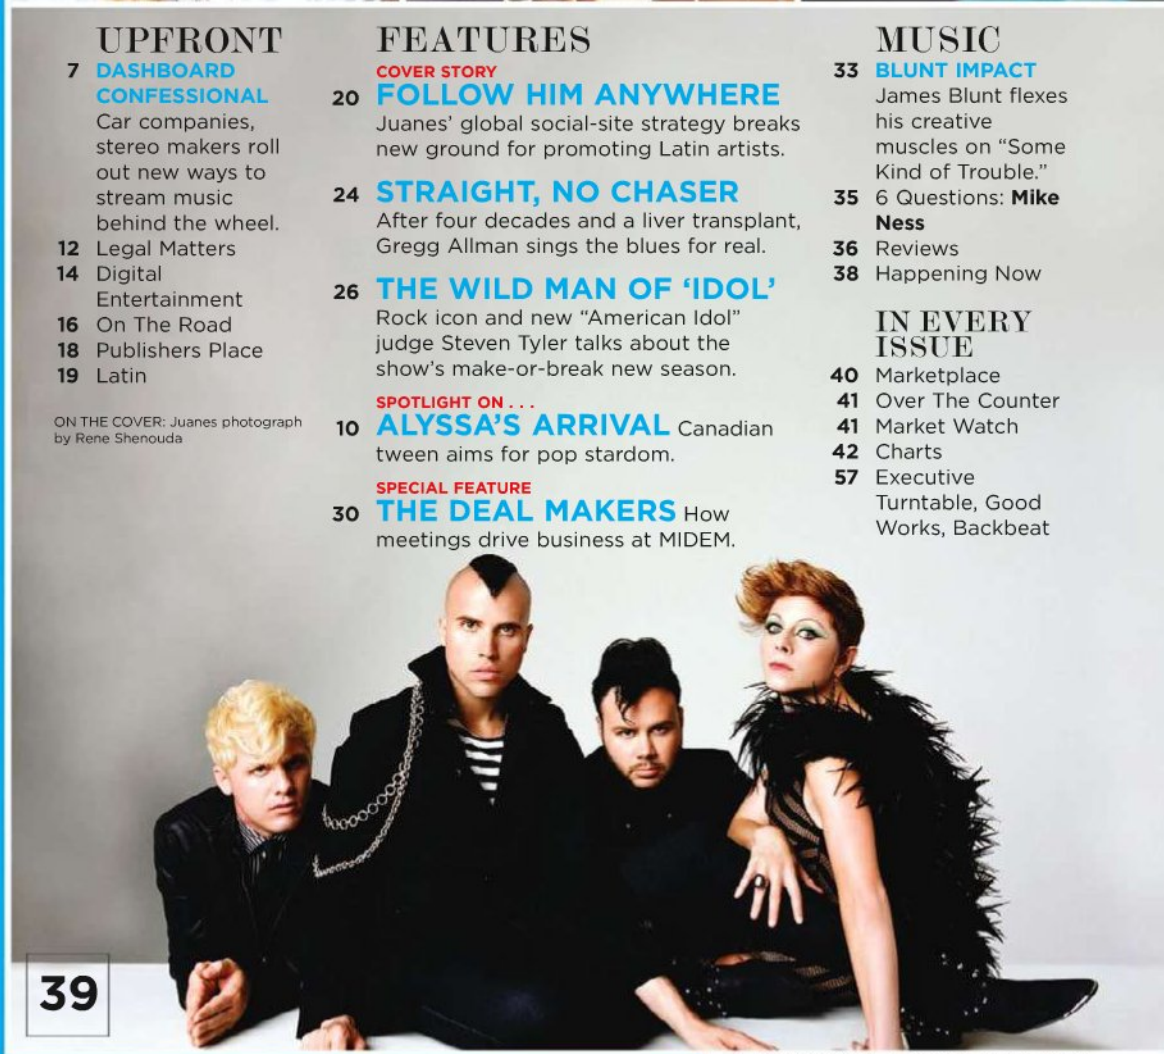 UPFRONT
7 DASHBOARD
CONFESSIONAL
Car companies,
stereo makers roll
out new ways to
stream music
behind the wheel.
12 Legal Matters
14 Digital
Entertainment
16 On The Road
18 Publishers Place
19 Latin
ON THE COVER: Juanes photograph
by Rene Shenouda
FEATURES
COVER STORY
20 FOLLOW HIM ANYWHERE
Juanes’ global social-site strategy breaks
new ground for promoting Latin artists.
24 STRAIGHT, NO CHASER
After four decades and a liver transplant,
Gregg Allman sings the blues for real.
26 THE WILD MAN OF ‘IDOL’
Rock icon and new “American Idol”
judge Steven Tyler talks about the
show’s make-or-break new season.
SPOTLIGHT ON . . .
10 ALYSSA’S ARRIVAL Canadian
tween aims for pop stardom.
SPECIAL FEATURE
30 THE DEAL MAKERS How
meetings drive business at MIDEM.
MUSIC
33 BLUNT IMPACT
James Blunt flexes
his creative
muscles on “Some
Kind of Trouble.”
35 6 Questions: Mike
Ness
36 Reviews
38 Happening Now
IN EVERY
ISSUE
40 Marketplace
41 Over The Counter
41 Market Watch
42 Charts
57 Executive
Turntable, Good
Works, Backbeat
39